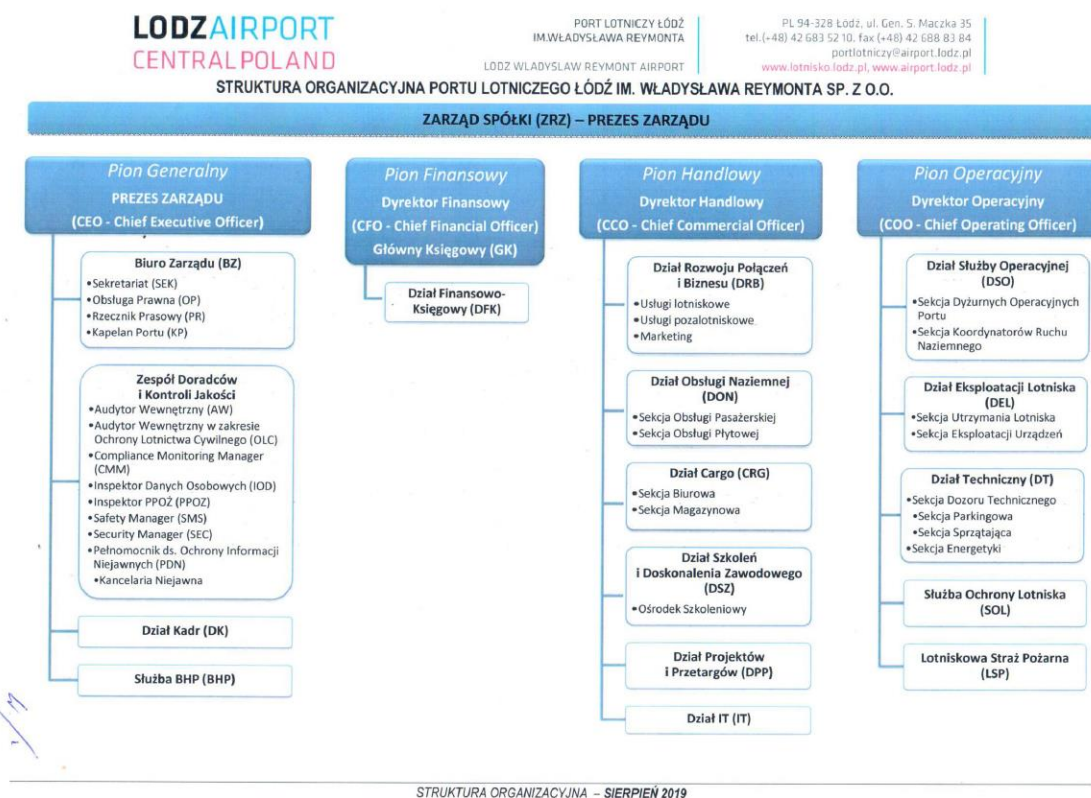 LODZAIRPORT
CENTRALPOLAND
PORT LOTNICZY ŁÓDŹ
IM.WŁADYSŁAWA REYMONTA
LODZ WLADYSLAW REYMONT AIRPORT
PL 94-328 Łódź, ul. Gen. S. Maczka 35
tel.(+48) 42 683 52 10, fax (+48) 42 688 83 84
portlotniczy@airport.lodz.pl
www.lotnisko.lodz.pl, www.airport.lodz.pl
STRUKTURA ORGANIZACYJNA PORTU LOTNICZEGO ŁÓDŹ IM. WŁADYSŁAWA REYMONTA SP. Z O.O.
ZARZĄD SPÓŁKI (ZRZ) – PREZES ZARZĄDU
Pion Generalny
PREZES ZARZĄDU
(CEO - Chief Executive Officer)
Biuro Zarządu (BZ)
•Sekretariat (SEK)
•Obsługa Prawna (OP)
•Rzecznik Prasowy (PR)
•Kapelan Portu (KP)
Zespół Doradców
i Kontroli Jakości
•Audytor Wewnętrzny (AW)
•Audytor Wewnętrzny w zakresie
Ochrony Lotnictwa Cywilnego (OLC)
•Compliance Monitoring Manager
(CMM)
•Inspektor Danych Osobowych (IOD)
•Inspektor PPOŻ (PPOZ)
•Safety Manager (SMS)
•Security Manager (SEC)
•Pełnomocnik ds. Ochrony Informacji
Niejawnych (PDN)
•Kancelaria Niejawna
Dział Kadr (DK)
Służba BHP (BHP)
Pion Finansowy
Dyrektor Finansowy
(CFO - Chief Financial Officer)
Główny Księgowy (GK)
Dział Finansowo-
Księgowy (DFK)
Pion Handlowy
Dyrektor Handlowy
(CCO - Chief Commercial Officer)
Dział Rozwoju Połączeń
i Biznesu (DRB)
•Usługi lotniskowe
•Usługi pozalotniskowe
•Marketing
Dział Obsługi Naziemnej
(DON)
•Sekcja Obsługi Pasażerskiej
•Sekcja Obsługi Płytowej
Dział Cargo (CRG)
•Sekcja Biurowa
•Sekcja Magazynowa
Dział Szkoleń
i Doskonalenia Zawodowego
(DSZ)
•Ośrodek Szkoleniowy
Dział Projektów
i Przetargów (DPP)
Dział IT (IT)
Pion Operacyjny
Dyrektor Operacyjny
(COO - Chief Operating Officer)
Dział Służby Operacyjnej
(DSO)
•Sekcja Dyżurnych Operacyjnych
Portu
•Sekcja Koordynatorów Ruchu
Naziemnego
Dział Eksploatacji Lotniska
(DEL)
•Sekcja Utrzymania Lotniska
•Sekcja Eksploatacji Urządzeń
Dział Techniczny (DT)
•Sekcja Dozoru Technicznego
•Sekcja Parkingowa
•Sekcja Sprzątająca
•Sekcja Energetyki
Służba Ochrony Lotniska
(SOL)
Lotniskowa Straż Pożarna
(LSP)
STRUKTURA ORGANIZACYJNA – SIERPIEŃ 2019